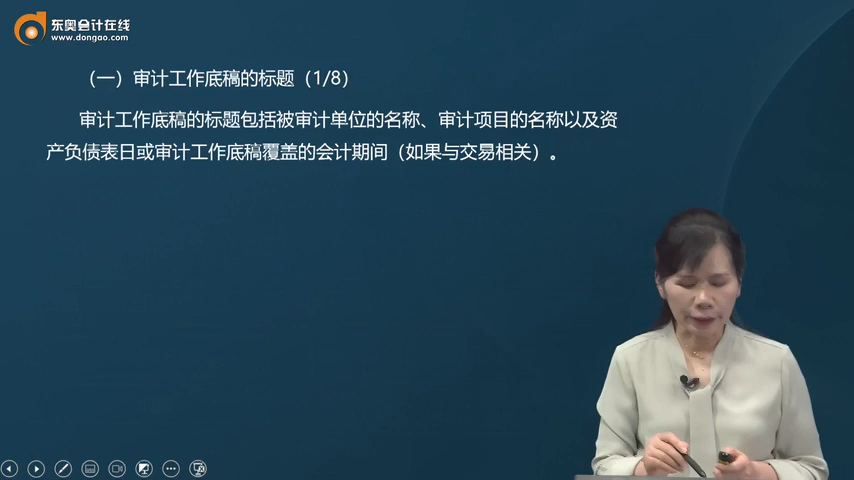 东奥会计在线
www.dongao.com
（一）审计工作底稿的标题（1/8）
审计工作底稿的标题包括被审计单位的名称、审计项目的名称以及资
产负债表日或审计工作底稿覆盖的会计期间（如果与交易相关）。